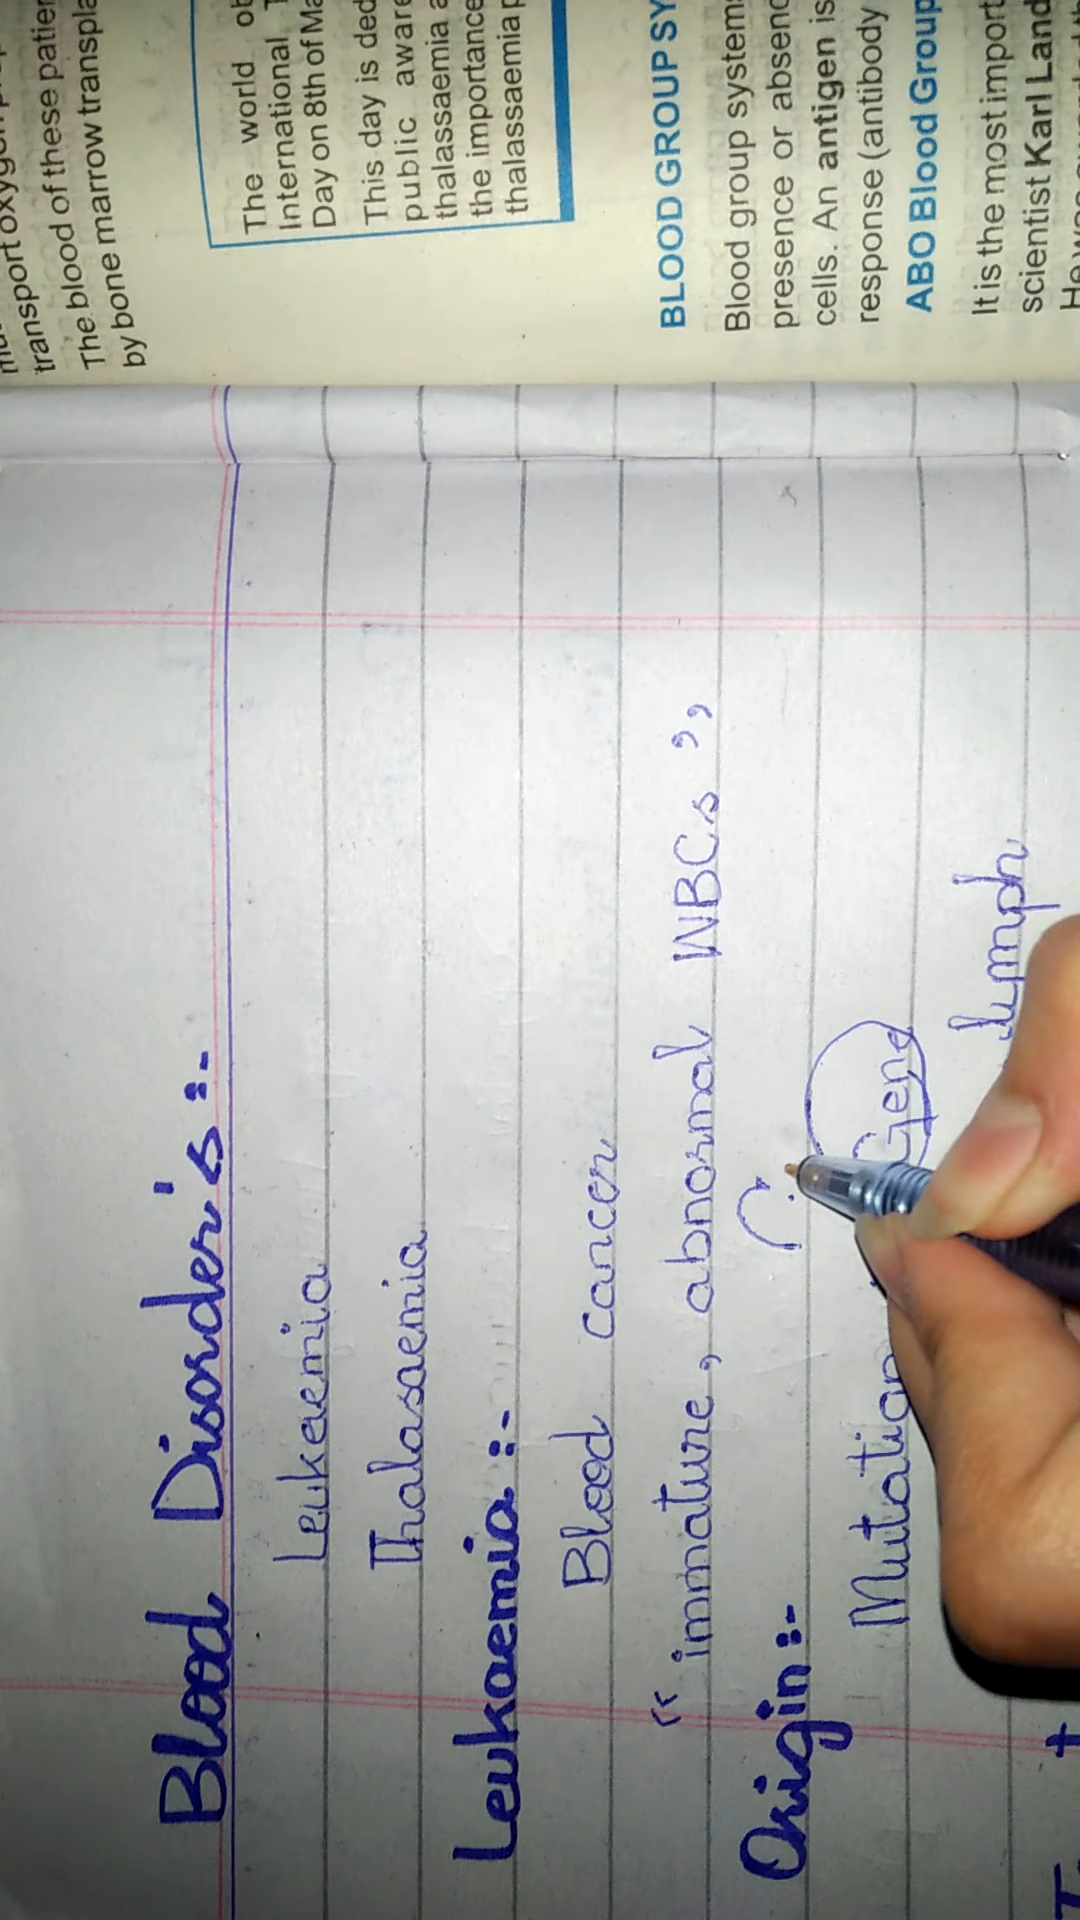 transport oxygen
transport oxygen
The blood of these patien
by bone marrow transpla
The world ob
International T
Day on 8th of Ma
This day is ded
public aware
thalassaemia a
the importance
thalassaemia p
BLOOD GROUP SY
Blood group system
presence or absenc
cells. An antigen is
response (antibody
ABO Blood Group
It is the most import
scientist Karl Land
Blood Disorder's :-
Leukaemia
Thalasaemia
Leukaemia :-
Blood cancer
“ immature, abnormal WBCs ”
Origin :-
Mutation Gene
lymph